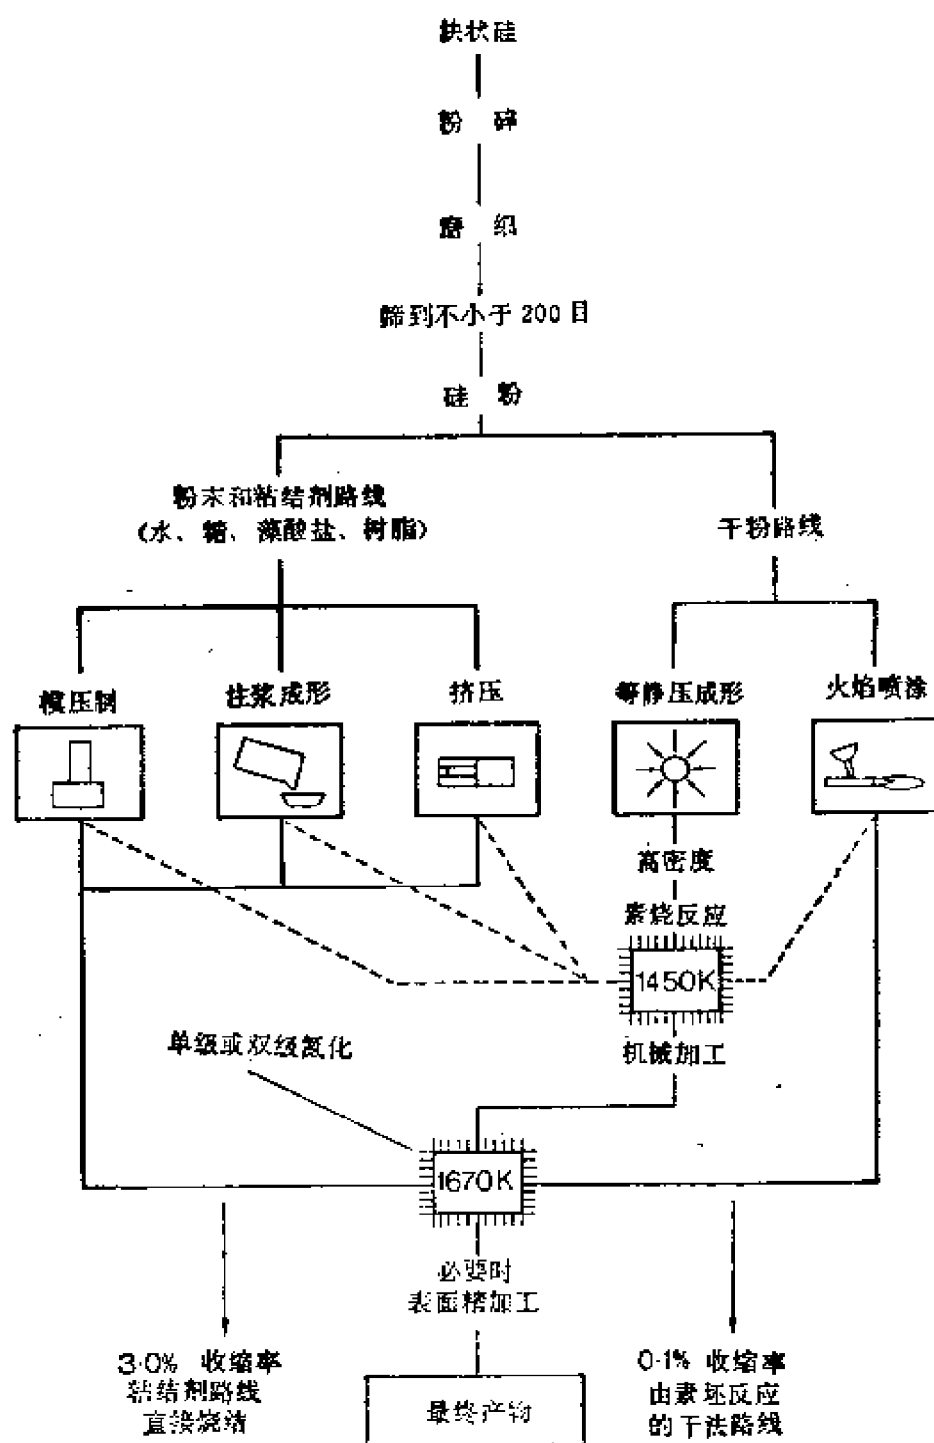 块状硅
粉碎
磨细
筛到不小于 200 目
硅粉
粉末和粘结剂路线
(水、糖、藻酸盐、树脂)
干粉路线
模压制
注浆成形
挤压
等静压成形
火焰喷涂
高密度
素烧反应
1450K
机械加工
单级或双级氮化
1670K
必要时
表面精加工
3·0% 收缩率
粘结剂路线
直接烧结
最终产物
0·1% 收缩率
由素坯反应
的干法路线